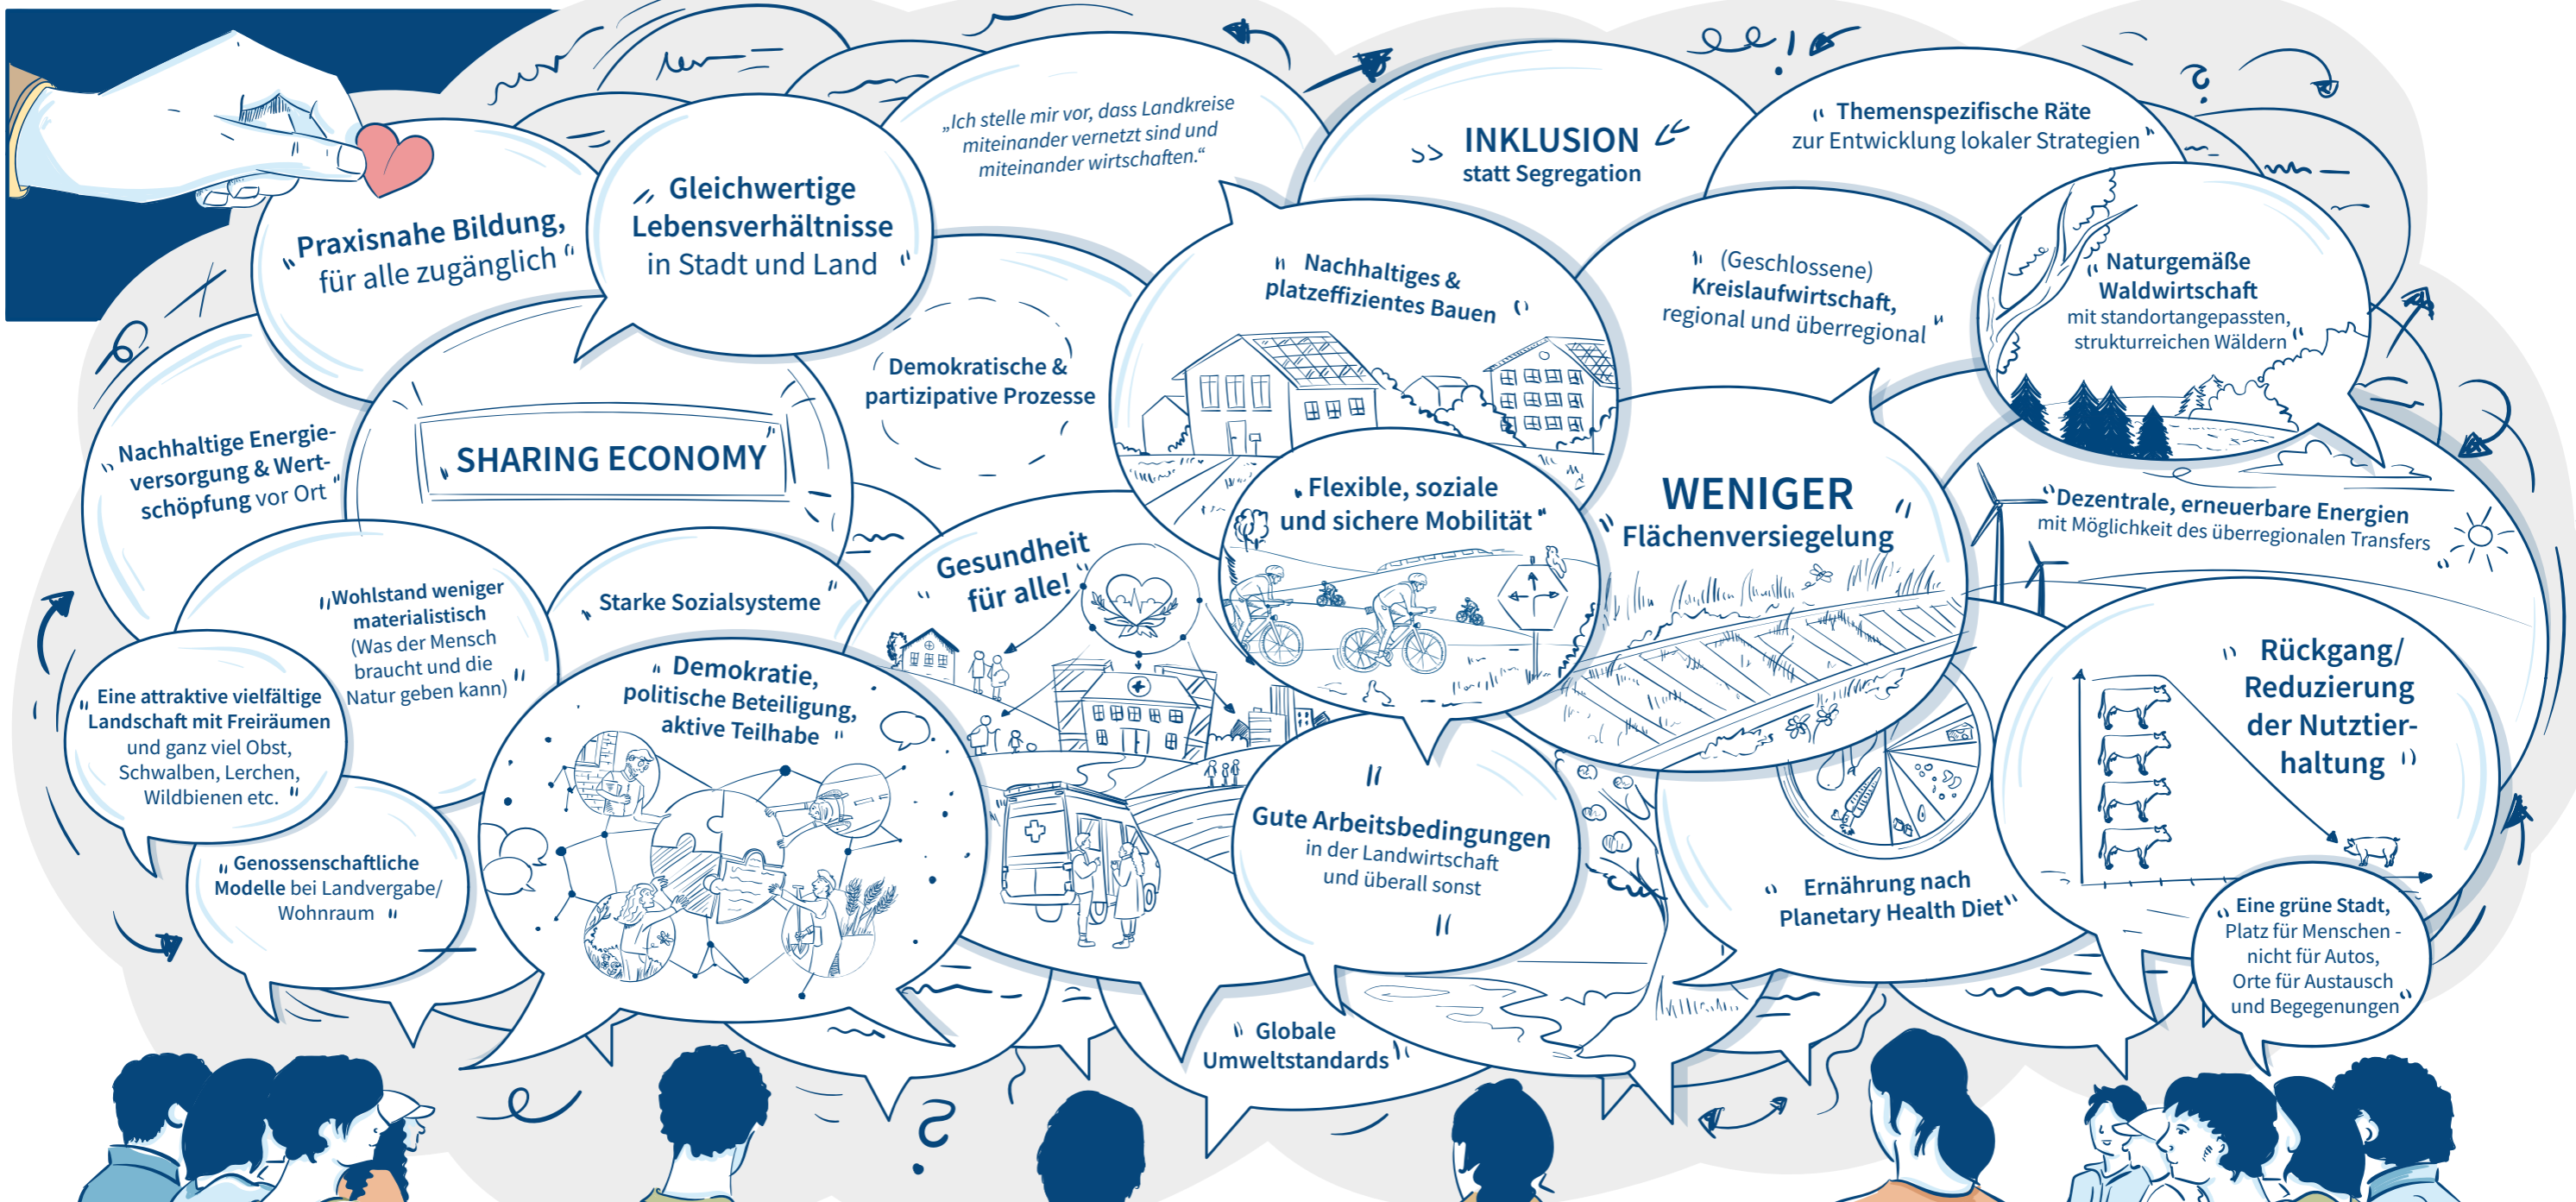 „Praxisnahe Bildung,
für alle zugänglich“
„Gleichwertige
Lebensverhältnisse
in Stadt und Land“
„Ich stelle mir vor, dass Landkreise
miteinander vernetzt sind und
miteinander wirtschaften.“
>> INKLUSION <<
statt Segregation
„Themenspezifische Räte
zur Entwicklung lokaler Strategien“
„Nachhaltige Energie-
versorgung & Wert-
schöpfung vor Ort“
„SHARING ECONOMY“
Demokratische &
partizipative Prozesse
„Nachhaltiges &
platzeffizientes Bauen“
„(Geschlossene)
Kreislaufwirtschaft,
regional und überregional“
„Naturgemäße
Waldwirtschaft
mit standortangepassten,
strukturreichen Wäldern“
„Wohlstand weniger
materialistisch
(Was der Mensch
braucht und die
Natur geben kann)“
„Starke Sozialsysteme“
„Gesundheit
für alle!“
„Flexible, soziale
und sichere Mobilität“
„WENIGER
Flächenversiegelung“
„Dezentrale, erneuerbare Energien
mit Möglichkeit des überregionalen Transfers“
„Eine attraktive vielfältige
Landschaft mit Freiräumen
und ganz viel Obst,
Schwalben, Lerchen,
Wildbienen etc.“
„Genossenschaftliche
Modelle bei Landvergabe/
Wohnraum“
„Demokratie,
politische Beteiligung,
aktive Teilhabe“
„Gute Arbeitsbedingungen
in der Landwirtschaft
und überall sonst“
„Globale
Umweltstandards“
„Ernährung nach
Planetary Health Diet“
„Rückgang/
Reduzierung
der Nutztier-
haltung“
„Eine grüne Stadt,
Platz für Menschen -
nicht für Autos,
Orte für Austausch
und Begegenungen“